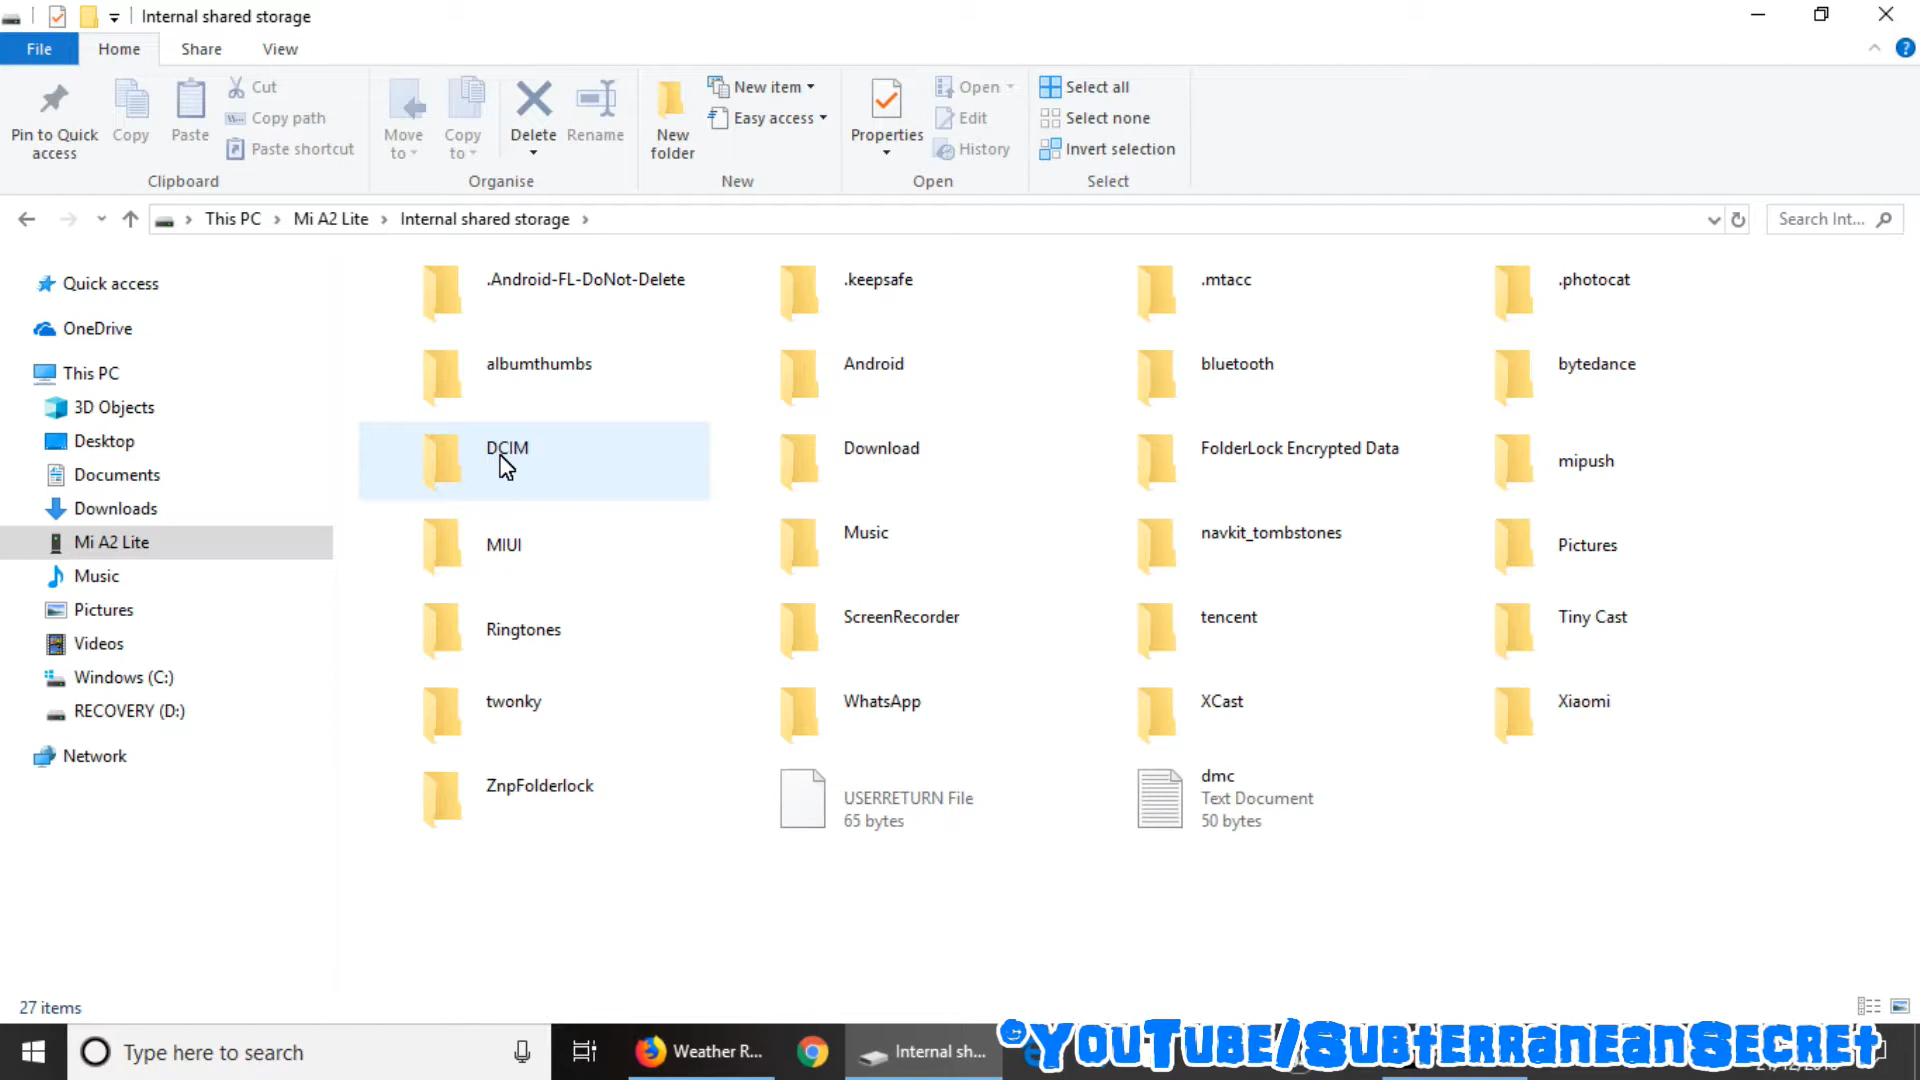 Internal shared storage
File Home Share View
Pin to Quick access
Copy
Paste
Cut
Copy path
Paste shortcut
Clipboard
Move to
Copy to
Delete
Rename
Organise
New folder
New item
Easy access
New
Properties
Open
Edit
History
Open
Select all
Select none
Invert selection
Select
This PC > Mi A2 Lite > Internal shared storage >
Search Int...
Quick access
OneDrive
This PC
3D Objects
Desktop
Documents
Downloads
Mi A2 Lite
Music
Pictures
Videos
Windows (C:)
RECOVERY (D:)
Network
.Android-FL-DoNot-Delete
.keepsafe
.mtacc
.photocat
albumthumbs
Android
bluetooth
bytedance
DCIM
Download
FolderLock Encrypted Data
mipush
MIUI
Music
navkit_tombstones
Pictures
Ringtones
ScreenRecorder
tencent
Tiny Cast
twonky
WhatsApp
XCast
Xiaomi
ZnpFolderlock
USERRETURN File
65 bytes
dmc
Text Document
50 bytes
27 items
Type here to search
Weather R...
Internal sh...
©YouTube/SubterraneanSecret